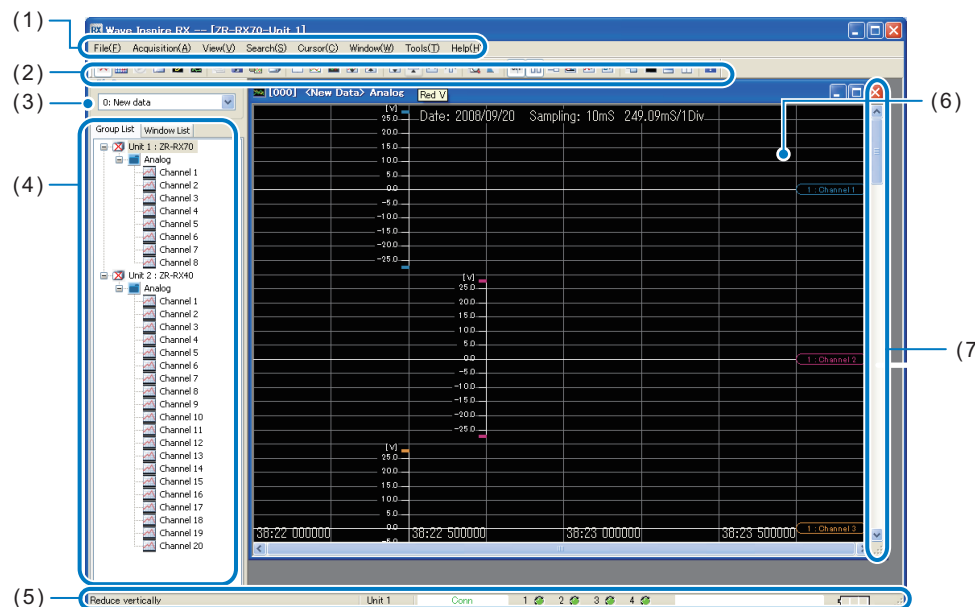 (1)
RX Wave Inspire RX -- [ZR-RX70-Unit 1]
File(F) Acquisition(A) View(V) Search(S) Cursor(C) Window(W) Tools(T) Help(H)
(2)
(3)
0: New data
[000] <New Data> Analog
Red V
(6)
Date: 2008/09/20 Sampling: 10mS 249.09mS/1Div
Group List Window List
(4)
Unit 1 : ZR-RX70
Analog
Channel 1
Channel 2
Channel 3
Channel 4
Channel 5
Channel 6
Channel 7
Channel 8
Unit 2 : ZR-RX40
Analog
Channel 1
Channel 2
Channel 3
Channel 4
Channel 5
Channel 6
Channel 7
Channel 8
Channel 9
Channel 10
Channel 11
Channel 12
Channel 13
Channel 14
Channel 15
Channel 16
Channel 17
Channel 18
Channel 19
Channel 20
[V]
25.0
20.0
15.0
10.0
5.0
0.0
-5.0
-10.0
-15.0
-20.0
-25.0
1 : Channel 1
[V]
25.0
20.0
15.0
10.0
5.0
0.0
-5.0
-10.0
-15.0
-20.0
-25.0
1 : Channel 2
(7
[V]
25.0
20.0
15.0
10.0
5.0
0.0
-5.0
1 : Channel 3
38:22 000000 38:22 500000 38:23 000000 38:23 500000
(5)
Reduce vertically Unit 1 Conn 1 2 3 4